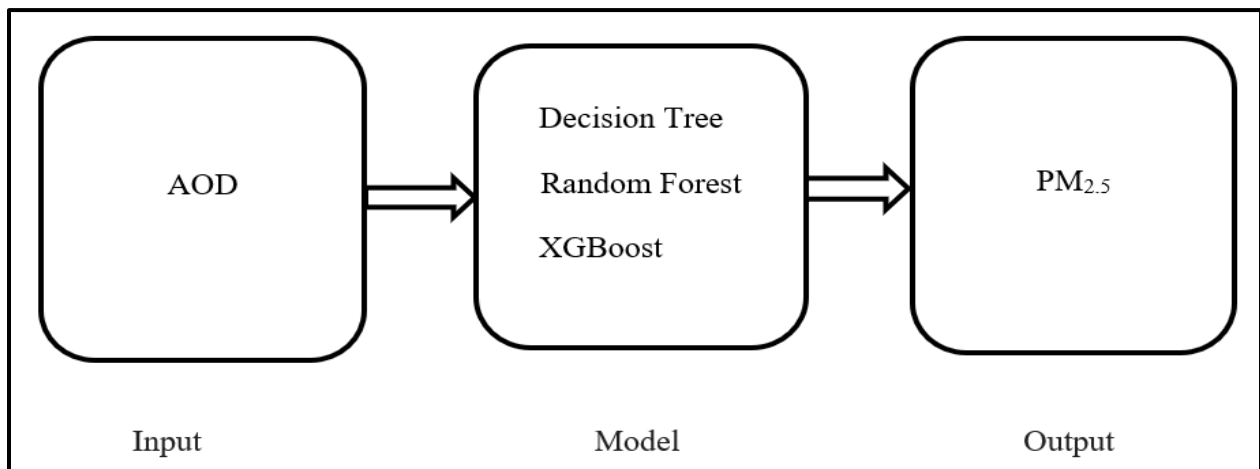 AOD
Decision Tree
Random Forest
XGBoost
PM₂.₅
Input
Model
Output